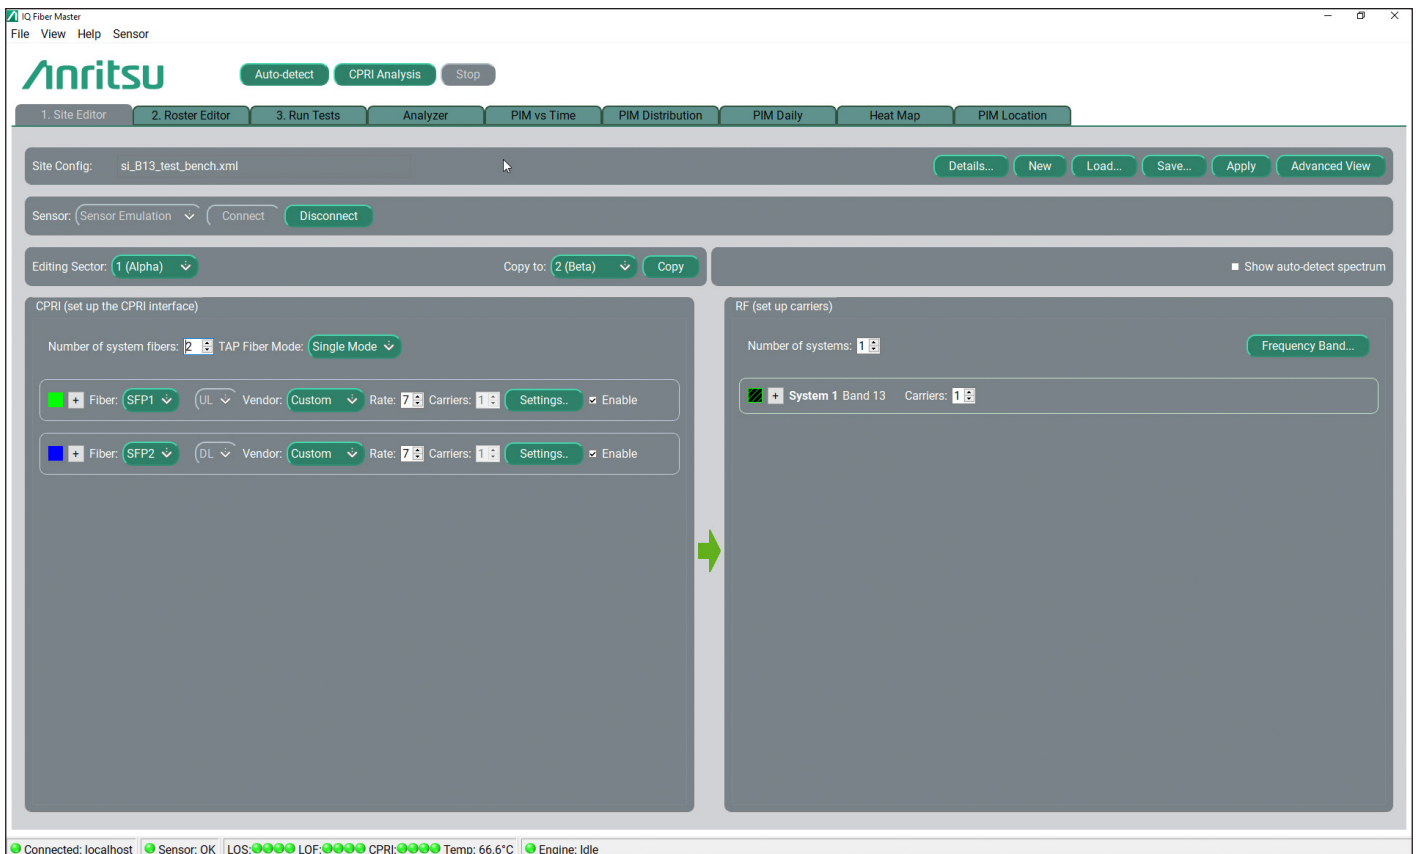 IQ Fiber Master
File View Help Sensor
Anritsu Auto-detect CPRI Analysis Stop
1. Site Editor 2. Roster Editor 3. Run Tests Analyzer PIM vs Time PIM Distribution PIM Daily Heat Map PIM Location
Site Config: si_B13_test_bench.xml Details... New Load... Save... Apply Advanced View
Sensor: Sensor Emulation Connect Disconnect
Editing Sector: 1 (Alpha) Copy to: 2 (Beta) Copy Show auto-detect spectrum
CPRI (set up the CPRI interface)
Number of system fibers: 2 TAP Fiber Mode: Single Mode
+ Fiber: SFP1 UL Vendor: Custom Rate: 7 Carriers: 1 Settings.. Enable
+ Fiber: SFP2 DL Vendor: Custom Rate: 7 Carriers: 1 Settings.. Enable
RF (set up carriers)
Number of systems: 1 Frequency Band...
+ System 1 Band 13 Carriers: 1
Connected: localhost Sensor: OK LOS: LOF: CPRI: Temp: 66.6°C Engine: Idle